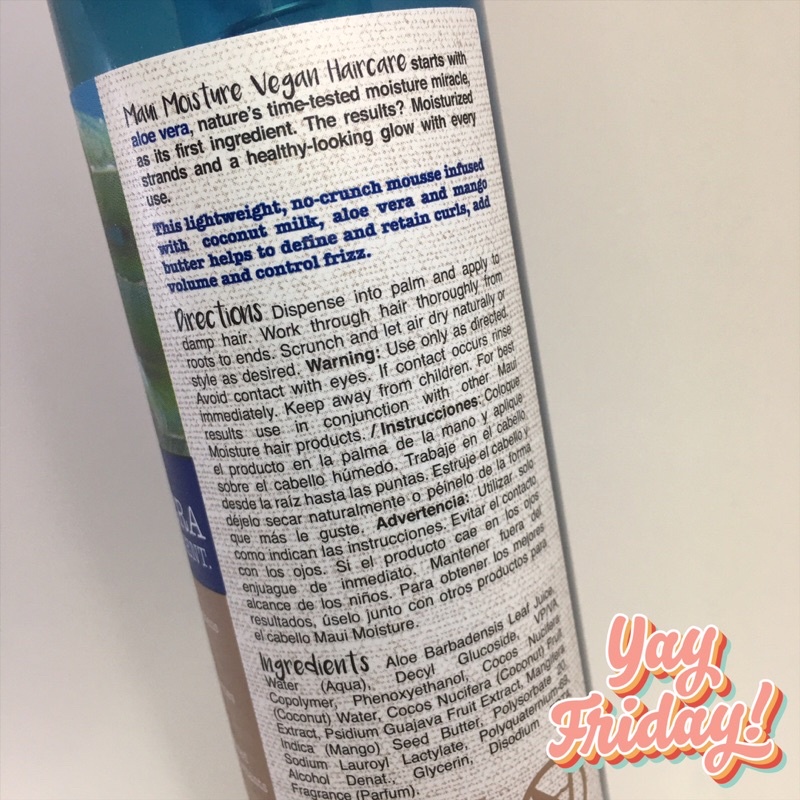 Maui Moisture Vegan Haircare starts with
aloe vera, nature's time-tested moisture miracle,
as its first ingredient. The results? Moisturized
strands and a healthy-looking glow with every
use.
This lightweight, no-crunch mousse infused
with coconut milk, aloe vera and mango
butter helps to define and retain curls, add
volume and control frizz.
Directions Dispense into palm and apply to
damp hair. Work through hair thoroughly from
roots to ends. Scrunch and let air dry naturally or
style as desired. Warning: Use only as directed.
Avoid contact with eyes. If contact occurs rinse
immediately. Keep away from children. For best
results use in conjunction with other Maui
Moisture hair products. / Instrucciones: Coloque
el producto en la palma de la mano y aplique
sobre el cabello húmedo. Trabaje en el cabello
desde la raíz hasta las puntas. Estruje el cabello y
déjelo secar naturalmente o péinelo de la forma
que más le guste. Advertencia: Utilizar solo
como indican las instrucciones. Evitar el contacto
con los ojos. Si el producto cae en los ojos
enjuague de inmediato. Mantener fuera del
alcance de los niños. Para obtener los mejores
resultados, úselo junto con otros productos para
el cabello Maui Moisture.
RA
ENT.
Ingredients Aloe Barbadensis Leaf Juice,
Water (Aqua), Decyl Glucoside, VP/VA
Copolymer, Phenoxyethanol, Cocos Nucifera
(Coconut) Water, Cocos Nucifera (Coconut) Fruit
Extract, Psidium Guajava Fruit Extract, Mangifera
Indica (Mango) Seed Butter, Polysorbate 20,
Sodium Lauroyl Lactylate, Polyquaternium-68,
Alcohol Denat., Glycerin, Disodium
Fragrance (Parfum).
Yay
Friday!